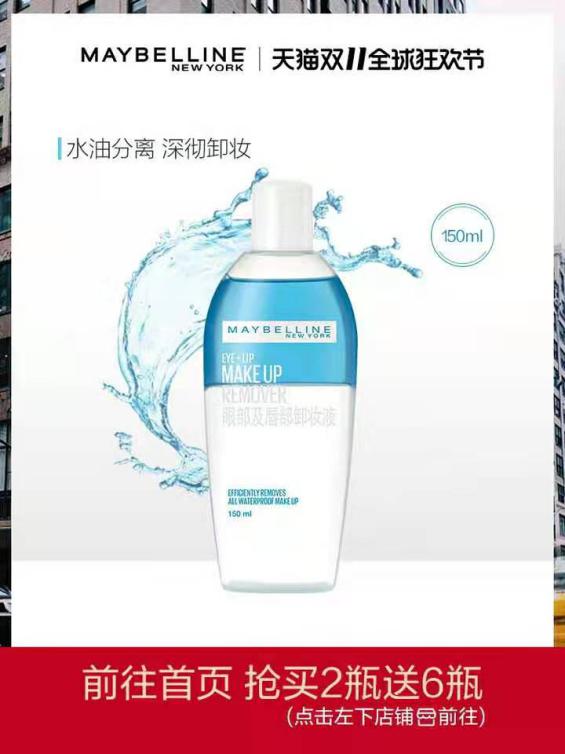 MAYBELLINE
NEW YORK
天猫双11全球狂欢节
水油分离 深彻卸妆
150ml
MAYBELLINE
NEW YORK
EYE+LIP
MAKE UP
REMOVER
眼部及唇部卸妆液
EFFICIENTLY REMOVES
ALL WATERPROOF MAKE UP
150 ml
前往首页 抢买2瓶送6瓶
(点击左下店铺前往)